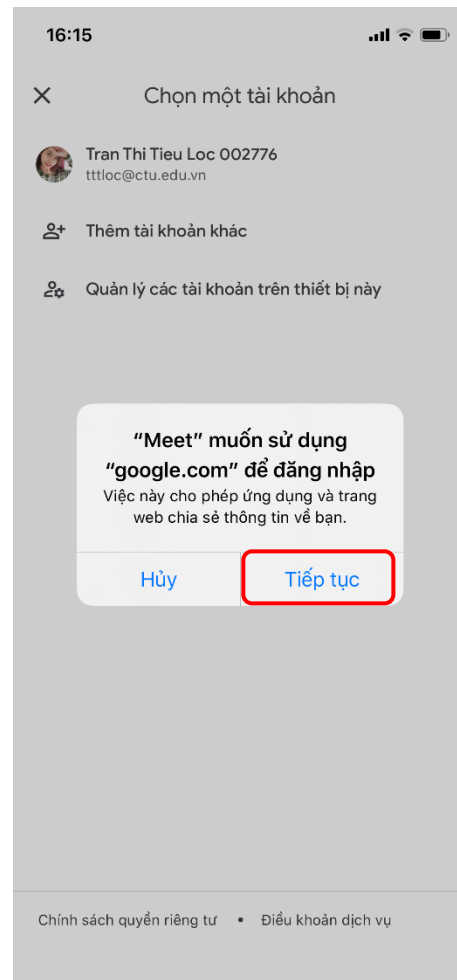 16:15
Chọn một tài khoản
Tran Thi Tieu Loc 002776
tttloc@ctu.edu.vn
Thêm tài khoản khác
Quản lý các tài khoản trên thiết bị này
“Meet” muốn sử dụng
“google.com” để đăng nhập
Việc này cho phép ứng dụng và trang
web chia sẻ thông tin về bạn.
Hủy
Tiếp tục
Chính sách quyền riêng tư • Điều khoản dịch vụ